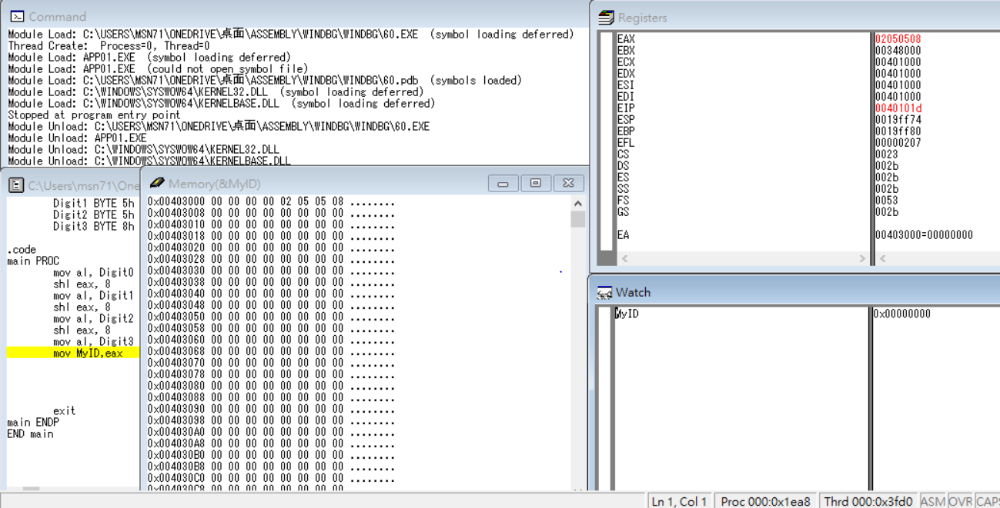 Command
Module Load: C:\USERS\MSN71\ONEDRIVE\桌面\ASSEMBLY\WINDBG\WINDBG\60.EXE (symbol loading deferred)
Thread Create: Process=0, Thread=0
Module Load: APP01.EXE (symbol loading deferred)
Module Load: APP01.EXE (could not open symbol file)
Module Load: C:\USERS\MSN71\ONEDRIVE\桌面\ASSEMBLY\WINDBG\WINDBG\60.pdb (symbols loaded)
Module Load: C:\WINDOWS\SYSWOW64\KERNEL32.DLL (symbol loading deferred)
Module Load: C:\WINDOWS\SYSWOW64\KERNELBASE.DLL (symbol loading deferred)
Stopped at program entry point
Module Unload: C:\USERS\MSN71\ONEDRIVE\桌面\ASSEMBLY\WINDBG\WINDBG\60.EXE
Module Unload: APP01.EXE
Module Unload: C:\WINDOWS\SYSWOW64\KERNEL32.DLL
Module Unload: C:\WINDOWS\SYSWOW64\KERNELBASE.DLL
C:\Users\msn71\One
Digit1 BYTE 5h
Digit2 BYTE 5h
Digit3 BYTE 8h
.code
main PROC
mov al, Digit0
shl eax, 8
mov al, Digit1
shl eax, 8
mov al, Digit2
shl eax, 8
mov al, Digit3
mov MyID,eax
exit
main ENDP
END main
Memory(&MyID)
0x00403000 00 00 00 00 02 05 05 08 ........
0x00403008 00 00 00 00 00 00 00 00 ........
0x00403010 00 00 00 00 00 00 00 00 ........
0x00403018 00 00 00 00 00 00 00 00 ........
0x00403020 00 00 00 00 00 00 00 00 ........
0x00403028 00 00 00 00 00 00 00 00 ........
0x00403030 00 00 00 00 00 00 00 00 ........
0x00403038 00 00 00 00 00 00 00 00 ........
0x00403040 00 00 00 00 00 00 00 00 ........
0x00403048 00 00 00 00 00 00 00 00 ........
0x00403050 00 00 00 00 00 00 00 00 ........
0x00403058 00 00 00 00 00 00 00 00 ........
0x00403060 00 00 00 00 00 00 00 00 ........
0x00403068 00 00 00 00 00 00 00 00 ........
0x00403070 00 00 00 00 00 00 00 00 ........
0x00403078 00 00 00 00 00 00 00 00 ........
0x00403080 00 00 00 00 00 00 00 00 ........
0x00403088 00 00 00 00 00 00 00 00 ........
0x00403090 00 00 00 00 00 00 00 00 ........
0x00403098 00 00 00 00 00 00 00 00 ........
0x004030A0 00 00 00 00 00 00 00 00 ........
0x004030A8 00 00 00 00 00 00 00 00 ........
0x004030B0 00 00 00 00 00 00 00 00 ........
0x004030B8 00 00 00 00 00 00 00 00 ........
0x004030C0 00 00 00 00 00 00 00 00 ........
0x004030C8 00 00 00 00 00 00 00 00
Registers
EAX 02050508
EBX 00348000
ECX 00401000
EDX 00401000
ESI 00401000
EDI 00401000
EIP 0040101d
ESP 0019ff74
EBP 0019ff80
EFL 00000207
CS 0023
DS 002b
ES 002b
SS 002b
FS 0053
GS 002b
EA 00403000=00000000
Watch
MyID 0x00000000
Ln 1, Col 1 Proc 000:0x1ea8 Thrd 000:0x3fd0 ASM OVR CAPS